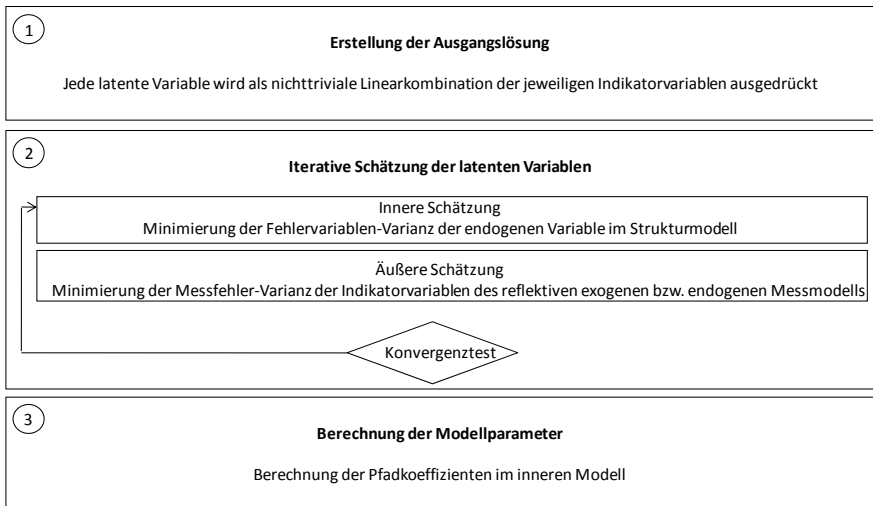 1
Erstellung der Ausgangslösung
Jede latente Variable wird als nichttriviale Linearkombination der jeweiligen Indikatorvariablen ausgedrückt
2
Iterative Schätzung der latenten Variablen
Innere Schätzung
Minimierung der Fehlervariablen-Varianz der endogenen Variable im Strukturmodell
Äußere Schätzung
Minimierung der Messfehler-Varianz der Indikatorvariablen des reflektiven exogenen bzw. endogenen Messmodells
Konvergenztest
3
Berechnung der Modellparameter
Berechnung der Pfadkoeffizienten im inneren Modell